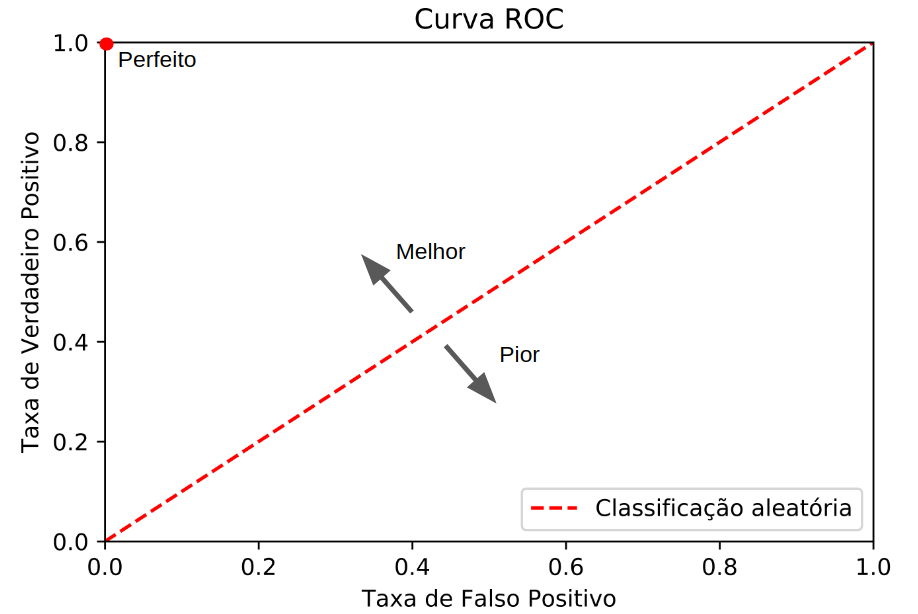 Curva ROC
1.0
Perfeito
0.8
0.6
Melhor
0.4
Pior
0.2
Classificação aleatória
0.0
0.0 0.2 0.4 0.6 0.8 1.0
Taxa de Falso Positivo
Taxa de Verdadeiro Positivo